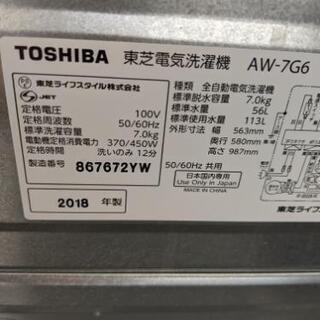 TOSHIBA 東芝電気洗濯機 AW-7G6
東芝ライフスタイル株式会社
JET
定格電圧 100V
定格周波数 50/60Hz
標準洗濯容量 7.0kg
電動機定格消費電力 370/450W
定格時間 洗いのみ 12分
製造番号 867672YW
2018 年製
種類 全自動電気洗濯機
標準脱水容量 7.0kg
標準水量 56L
標準使用水量 113L
外形寸法 幅 563mm
奥行 580mm
高さ 987mm
50/60Hz 共用
日本国内専用
Use Only in Japan
MADE IN CHINA